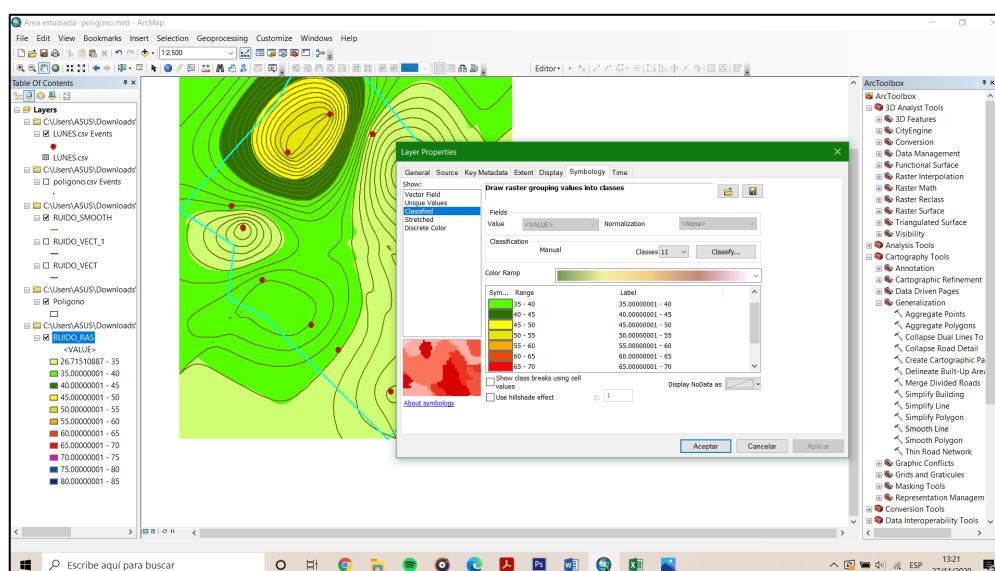 Area estudiada- poligono.mxd - ArcMap
File Edit View Bookmarks Insert Selection Geoprocessing Customize Windows Help
1:2,500
Editor
Table Of Contents
Layers
C:\Users\ASUS\Downloads'
LUNES.csv Events
LUNES.csv
C:\Users\ASUS\Downloads'
poligono.csv Events
C:\Users\ASUS\Downloads'
RUIDO_SMOOTH
RUIDO_VECT_1
RUIDO_VECT
C:\Users\ASUS\Downloads'
Poligono
C:\Users\ASUS\Downloads'
RUIDO_RAS
<VALUE>
26.71510887 - 35
35.00000001 - 40
40.00000001 - 45
45.00000001 - 50
50.00000001 - 55
55.00000001 - 60
60.00000001 - 65
65.00000001 - 70
70.00000001 - 75
75.00000001 - 80
80.00000001 - 85
Layer Properties
General Source Key Metadata Extent Display Symbology Time
Show:
Vector Field
Unique Values
Classified
Stretched
Discrete Color
About symbology
Draw raster grouping values into classes
Fields
Value <VALUE> Normalization <None>
Classification
Manual Classes 11 Classify...
Color Ramp
Sym... Range Label
35 - 40 35.00000001 - 40
40 - 45 40.00000001 - 45
45 - 50 45.00000001 - 50
50 - 55 50.00000001 - 55
55 - 60 55.00000001 - 60
60 - 65 60.00000001 - 65
65 - 70 65.00000001 - 70
Show class breaks using cell values
Display NoData as
Use hillshade effect Z: 1
Aceptar Cancelar Aplicar
ArcToolbox
ArcToolbox
3D Analyst Tools
3D Features
CityEngine
Conversion
Data Management
Functional Surface
Raster Interpolation
Raster Math
Raster Reclass
Raster Surface
Triangulated Surface
Visibility
Analysis Tools
Cartography Tools
Annotation
Cartographic Refinement
Data Driven Pages
Generalization
Aggregate Points
Aggregate Polygons
Collapse Dual Lines To
Collapse Road Detail
Create Cartographic Pa
Delineate Built-Up Area
Merge Divided Roads
Simplify Building
Simplify Line
Simplify Polygon
Smooth Line
Smooth Polygon
Thin Road Network
Graphic Conflicts
Grids and Graticules
Masking Tools
Representation Managem
Conversion Tools
Data Interoperability Tools
Escribe aquí para buscar
Ps
ESP
13:21
27/11/2020